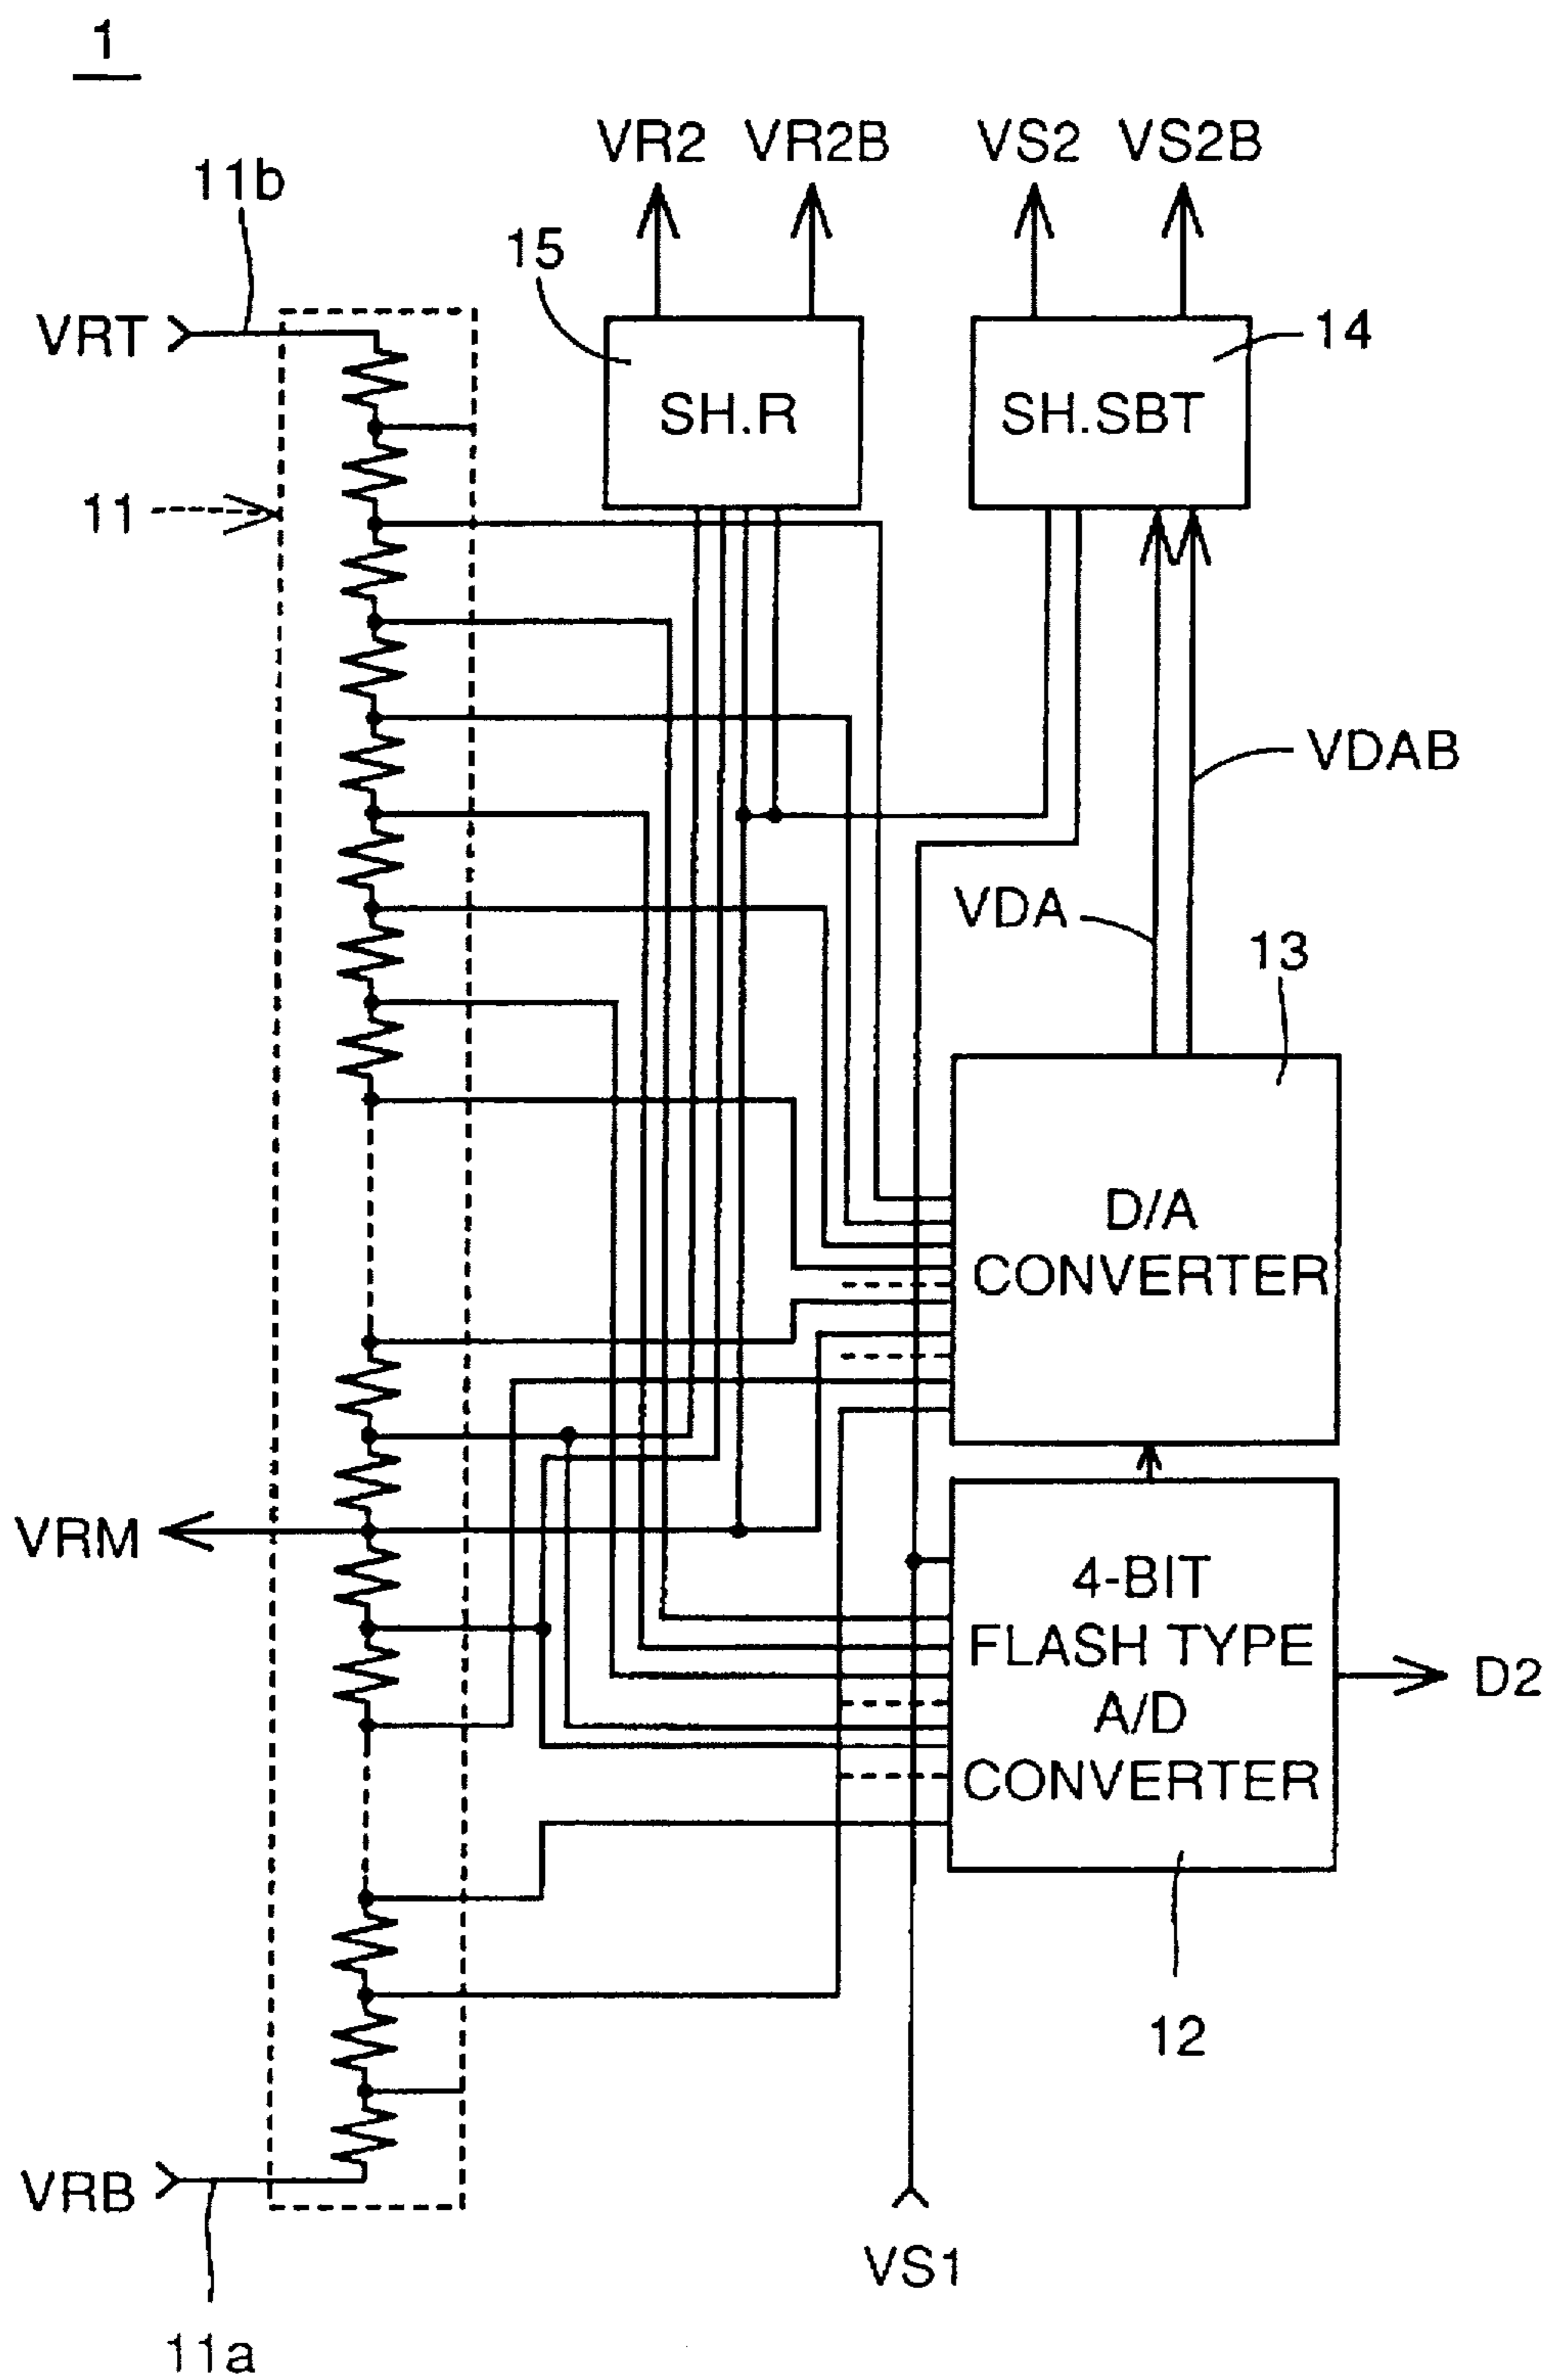 1
VR2 VR2B VS2 VS2B
11b
15
VRT
14
SH.R
SH.SBT
11
VDAB
VDA
13
D/A
CONVERTER
VRM
4-BIT
FLASH TYPE
A/D
CONVERTER
D2
12
VRB
VS1
11a